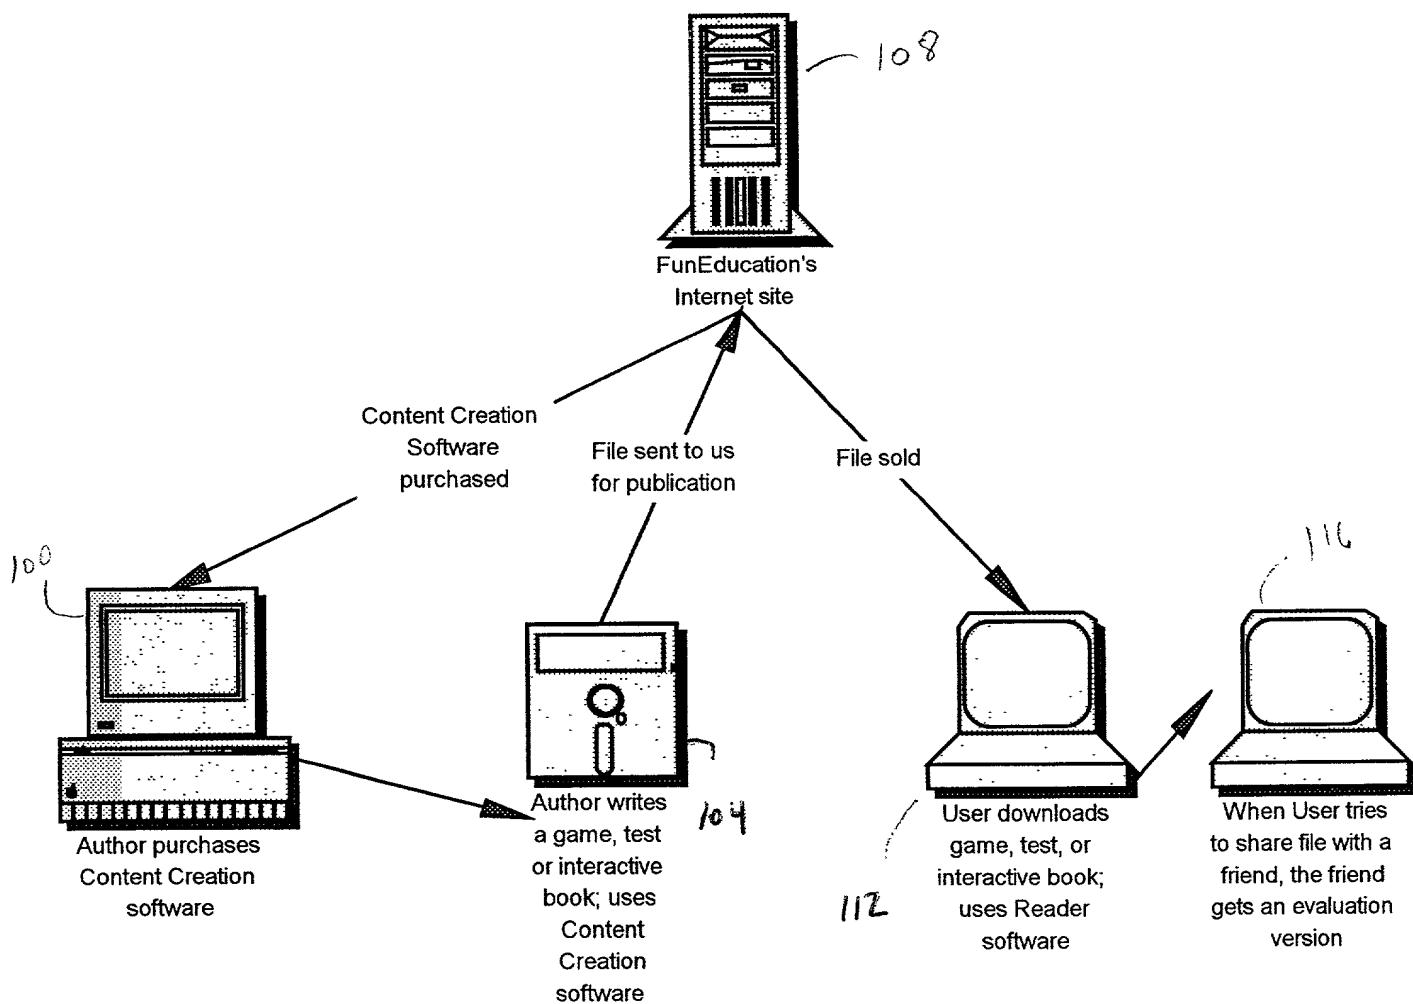 108
FunEducation's
Internet site
Content Creation
Software
purchased
File sent to us
for publication
File sold
100
116
104
112
Author purchases
Content Creation
software
Author writes
a game, test
or interactive
book; uses
Content
Creation
software
User downloads
game, test, or
interactive book;
uses Reader
software
When User tries
to share file with a
friend, the friend
gets an evaluation
version